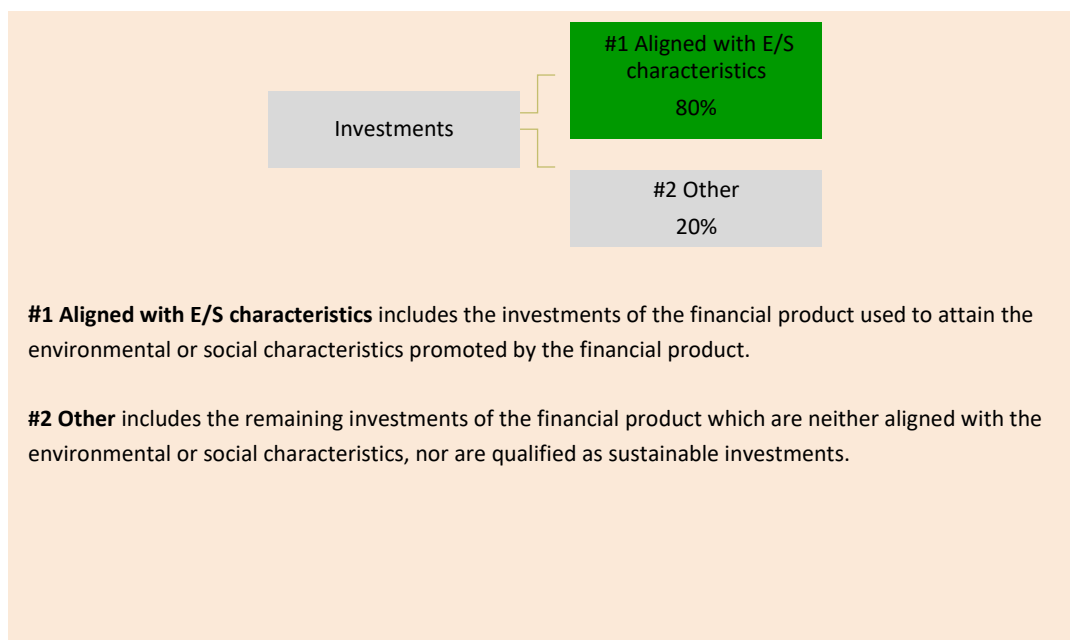 #1 Aligned with E/S
characteristics
80%
Investments
#2 Other
20%
#1 Aligned with E/S characteristics includes the investments of the financial product used to attain the
environmental or social characteristics promoted by the financial product.
#2 Other includes the remaining investments of the financial product which are neither aligned with the
environmental or social characteristics, nor are qualified as sustainable investments.